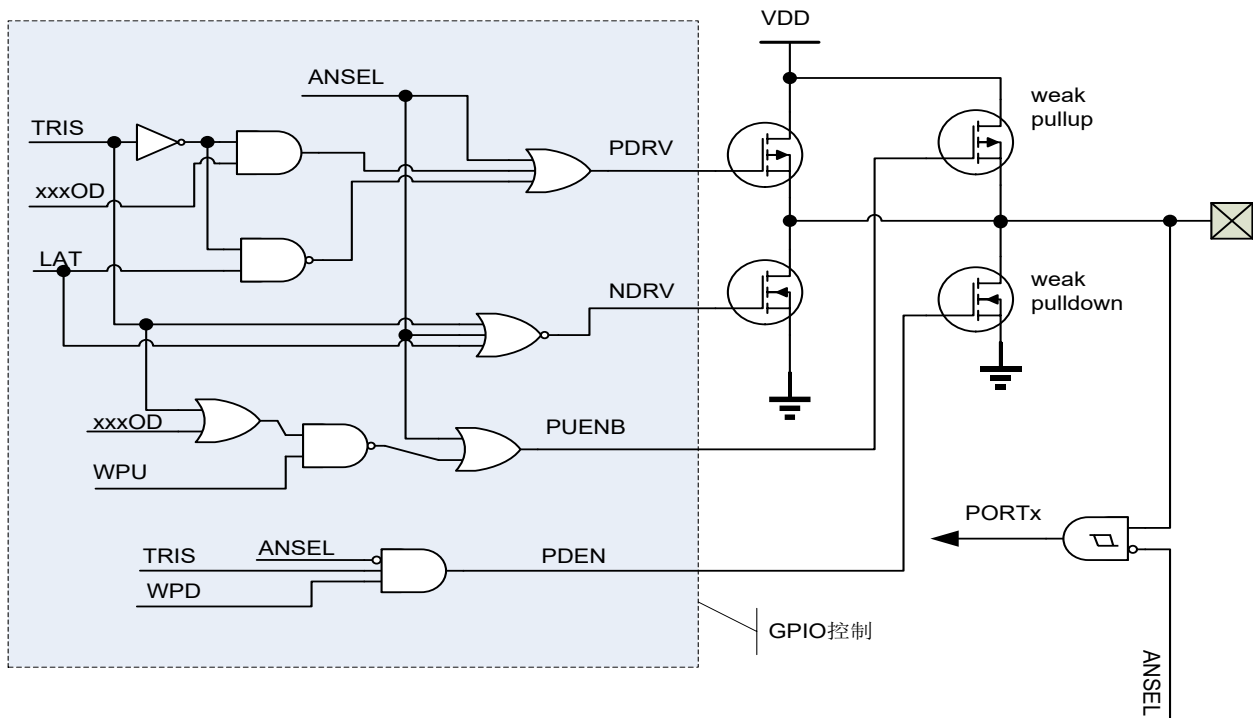 VDD
ANSEL
weak
pullup
TRIS
PDRV
xxxOD
LAT
NDRV
weak
pulldown
xxxOD
PUENB
WPU
PORTx
ANSEL
TRIS
PDEN
WPD
GPIO控制
ANSEL